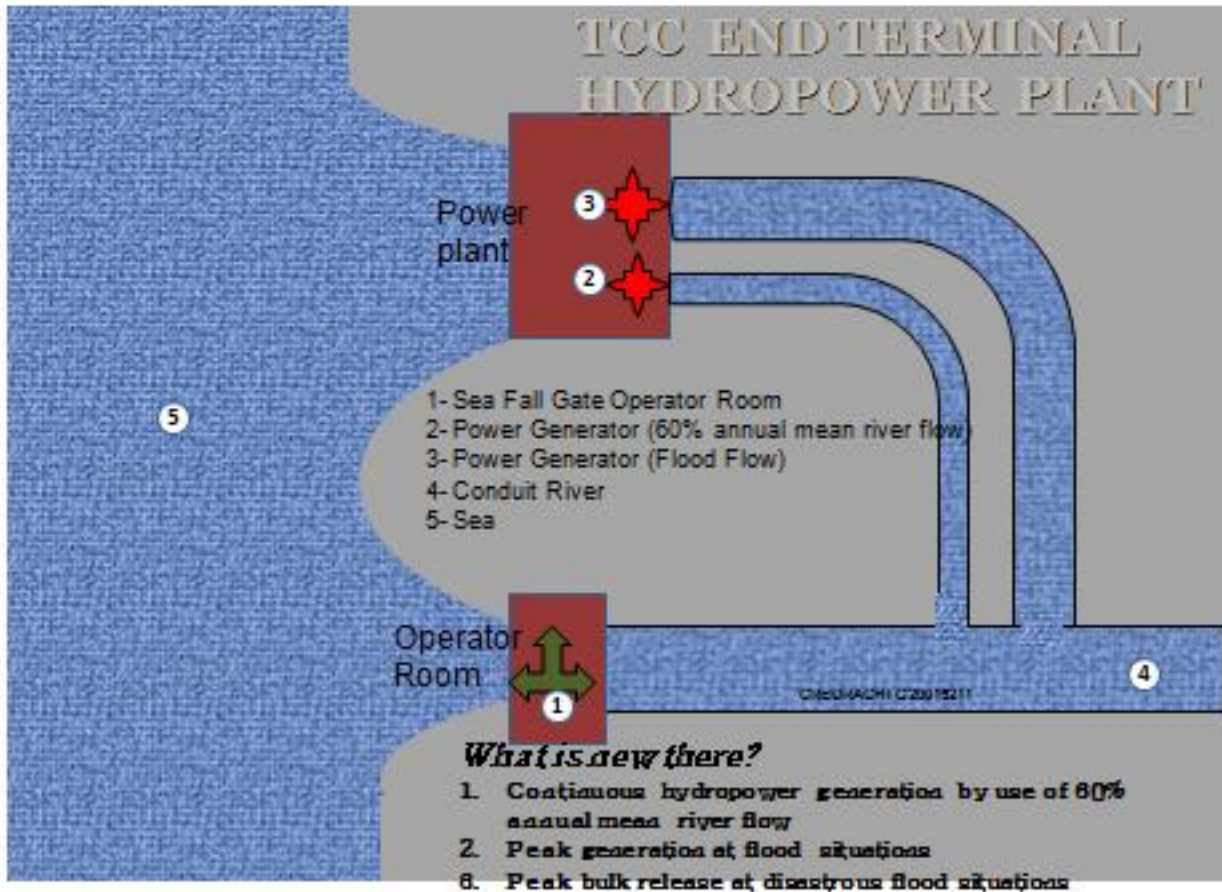 TCC END TERMINAL
HYDROPOWER PLANT
3
Power
plant
2
1- Sea Fall Gate Operator Room
2- Power Generator (60% annual mean river flow)
3- Power Generator (Flood Flow)
4- Conduit River
5- Sea
5
Operator
Room
4
1
What is new there?
1. Continuous hydropower generation by use of 60%
annual mean river flow
2. Peak generation at flood situations
6. Peak bulk release at disastrous flood situations